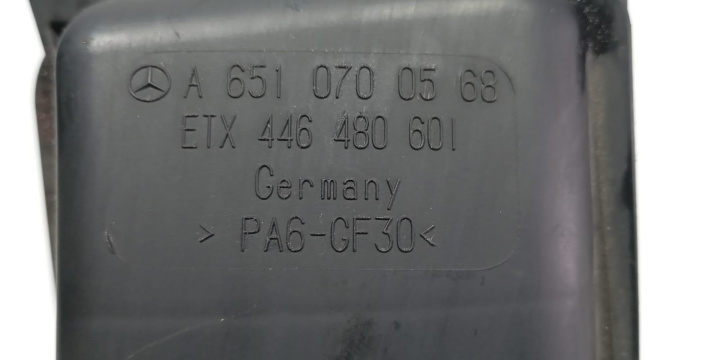 A 651 070 05 68
ETX 446 480 601
Germany
> PA6-GF30<